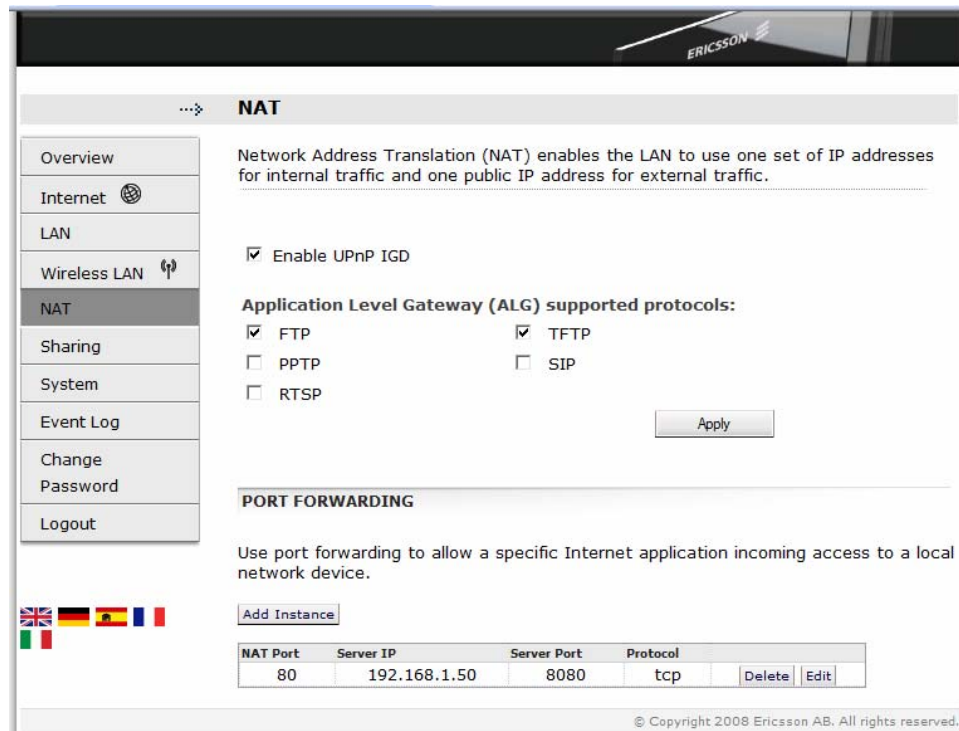 ERICSSON
NAT
Overview
Internet
LAN
Wireless LAN
NAT
Sharing
System
Event Log
Change
Password
Logout
Network Address Translation (NAT) enables the LAN to use one set of IP addresses
for internal traffic and one public IP address for external traffic.
Enable UPnP IGD
Application Level Gateway (ALG) supported protocols:
FTP TFTP
PPTP SIP
RTSP
Apply
PORT FORWARDING
Use port forwarding to allow a specific Internet application incoming access to a local
network device.
Add Instance
NAT Port Server IP Server Port Protocol
80 192.168.1.50 8080 tcp Delete Edit
© Copyright 2008 Ericsson AB. All rights reserved.